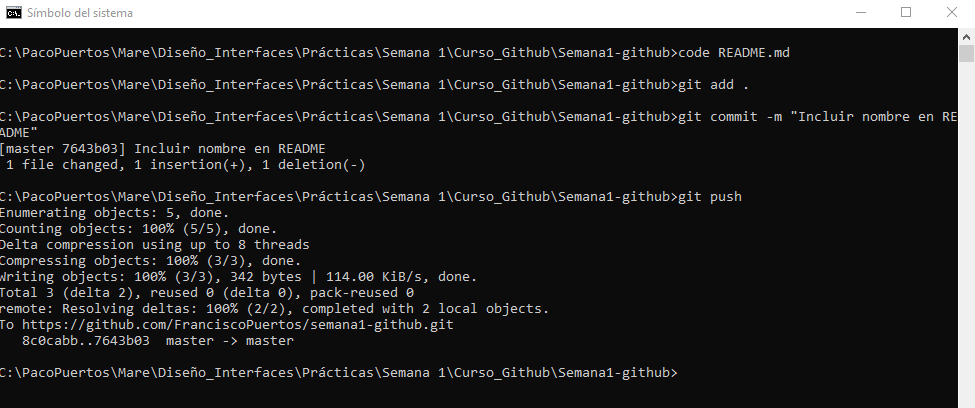 Símbolo del sistema
C:\PacoPuertos\Mare\Diseño_Interfaces\Prácticas\Semana 1\Curso_Github\Semana1-github>code README.md
C:\PacoPuertos\Mare\Diseño_Interfaces\Prácticas\Semana 1\Curso_Github\Semana1-github>git add .
C:\PacoPuertos\Mare\Diseño_Interfaces\Prácticas\Semana 1\Curso_Github\Semana1-github>git commit -m "Incluir nombre en RE
ADME"
[master 7643b03] Incluir nombre en README
 1 file changed, 1 insertion(+), 1 deletion(-)
C:\PacoPuertos\Mare\Diseño_Interfaces\Prácticas\Semana 1\Curso_Github\Semana1-github>git push
Enumerating objects: 5, done.
Counting objects: 100% (5/5), done.
Delta compression using up to 8 threads
Compressing objects: 100% (3/3), done.
Writing objects: 100% (3/3), 342 bytes | 114.00 KiB/s, done.
Total 3 (delta 2), reused 0 (delta 0), pack-reused 0
remote: Resolving deltas: 100% (2/2), completed with 2 local objects.
To https://github.com/FranciscoPuertos/semana1-github.git
   8c0cabb..7643b03  master -> master
C:\PacoPuertos\Mare\Diseño_Interfaces\Prácticas\Semana 1\Curso_Github\Semana1-github>